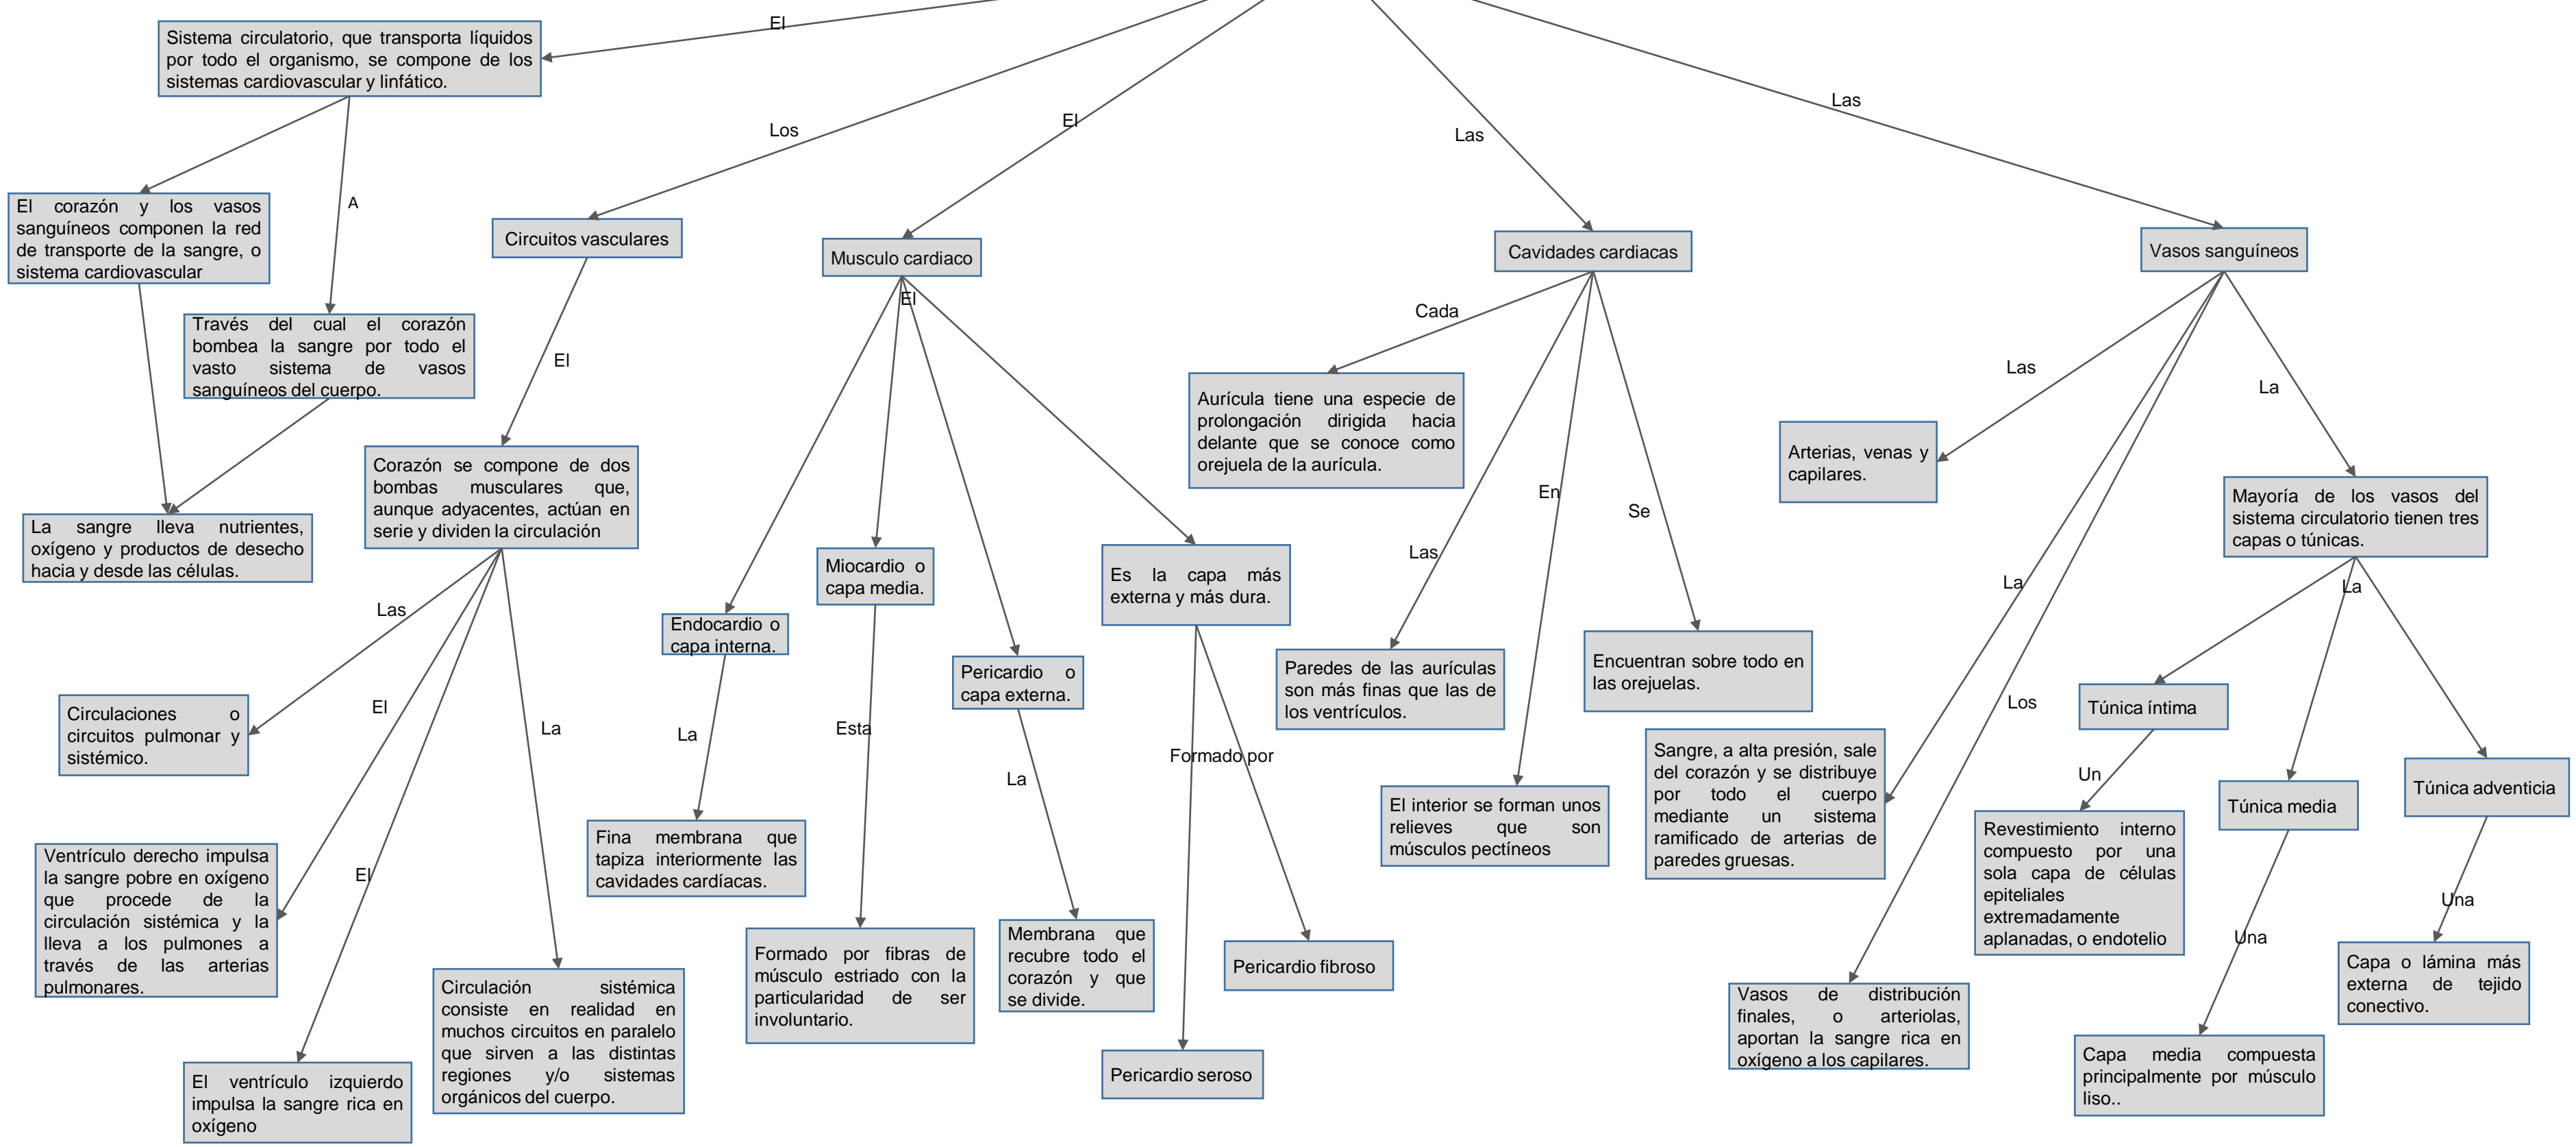 El
Sistema circulatorio, que transporta líquidos
por todo el organismo, se compone de los
sistemas cardiovascular y linfático.
Los
El
Las
Las
A
El corazón y los vasos
sanguíneos componen la red
de transporte de la sangre, o
sistema cardiovascular
Través del cual el corazón
bombea la sangre por todo el
vasto sistema de vasos
sanguíneos del cuerpo.
La sangre lleva nutrientes,
oxígeno y productos de desecho
hacia y desde las células.
Circuitos vasculares
El
Corazón se compone de dos
bombas musculares que,
aunque adyacentes, actúan en
serie y dividen la circulación
Las
El
El
La
Circulaciones o
circuitos pulmonar y
sistémico.
Ventrículo derecho impulsa
la sangre pobre en oxígeno
que procede de la
circulación sistémica y la
lleva a los pulmones a
través de las arterias
pulmonares.
El ventrículo izquierdo
impulsa la sangre rica en
oxígeno
Circulación sistémica
consiste en realidad en
muchos circuitos en paralelo
que sirven a las distintas
regiones y/o sistemas
orgánicos del cuerpo.
Musculo cardiaco
El
Endocardio o
capa interna.
La
Fina membrana que
tapiza interiormente las
cavidades cardíacas.
Miocardio o
capa media.
Esta
Formado por fibras de
músculo estriado con la
particularidad de ser
involuntario.
Pericardio o
capa externa.
La
Membrana que
recubre todo el
corazón y que
se divide.
Es la capa más
externa y más dura.
Formado por
Pericardio fibroso
Pericardio seroso
Cavidades cardiacas
Cada
Aurícula tiene una especie de
prolongación dirigida hacia
delante que se conoce como
orejuela de la aurícula.
Las
Paredes de las aurículas
son más finas que las de
los ventrículos.
En
El interior se forman unos
relieves que son
músculos pectíneos
Se
Encuentran sobre todo en
las orejuelas.
Vasos sanguíneos
Las
Arterias, venas y
capilares.
La
Sangre, a alta presión, sale
del corazón y se distribuye
por todo el cuerpo
mediante un sistema
ramificado de arterias de
paredes gruesas.
Los
Vasos de distribución
finales, o arteriolas,
aportan la sangre rica en
oxígeno a los capilares.
La
Mayoría de los vasos del
sistema circulatorio tienen tres
capas o túnicas.
La
Túnica íntima
Un
Revestimiento interno
compuesto por una
sola capa de células
epiteliales
extremadamente
aplanadas, o endotelio
Túnica media
Una
Capa media compuesta
principalmente por músculo
liso..
Túnica adventicia
Una
Capa o lámina más
externa de tejido
conectivo.